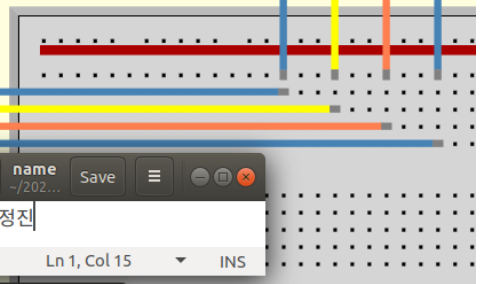 name
Save
~/202...
정진
Ln 1, Col 15
INS